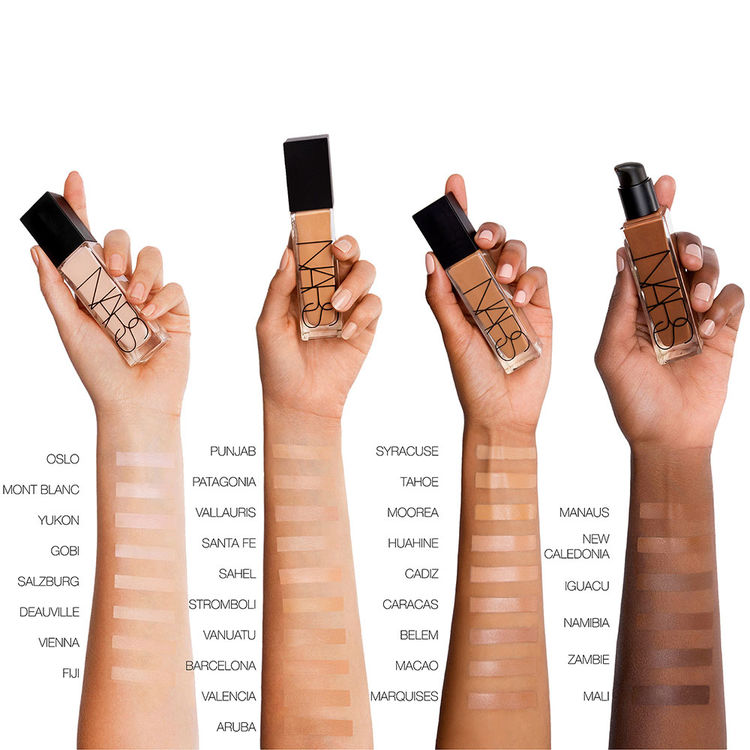 NARS
NARS
NARS
NARS
OSLO
MONT BLANC
YUKON
GOBI
SALZBURG
DEAUVILLE
VIENNA
FIJI
PUNJAB
PATAGONIA
VALLAURIS
SANTA FE
SAHEL
STROMBOLI
VANUATU
BARCELONA
VALENCIA
ARUBA
SYRACUSE
TAHOE
MOOREA
HUAHINE
CADIZ
CARACAS
BELEM
MACAO
MARQUISES
MANAUS
NEW
CALEDONIA
IGUACU
NAMIBIA
ZAMBIE
MALI